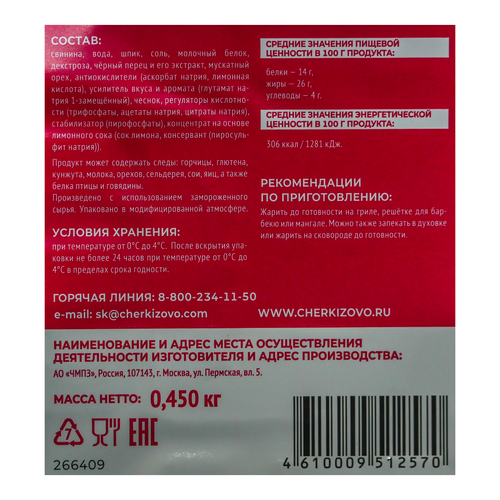 СОСТАВ:
свинина, вода, шпик, соль, молочный белок,
декстроза, чёрный перец и его экстракт, мускатный
орех, антиокислители (аскорбат натрия, лимонная
кислота), усилитель вкуса и аромата (глутамат нат-
рия 1-замещённый), чеснок, регуляторы кислотно-
сти (трифосфаты, ацетаты натрия, цитраты натрия),
стабилизатор (пирофосфаты), концентрат на основе
лимонного сока (сок лимона, консервант (пиросуль-
фит натрия)).
Продукт может содержать следы: горчицы, глютена,
кунжута, молока, орехов, сельдерея, сои, яиц, а также
белка птицы и говядины.
Произведено с использованием замороженного
сырья. Упаковано в модифицированной атмосфере.
УСЛОВИЯ ХРАНЕНИЯ:
при температуре от 0°C до 4°C. После вскрытия упа-
ковки не более 24 часов при температуре от 0°C до
4°C в пределах срока годности.
СРЕДНИЕ ЗНАЧЕНИЯ ПИЩЕВОЙ
ЦЕННОСТИ В 100 Г ПРОДУКТА:
белки – 14 г,
жиры – 26 г,
углеводы – 4 г.
СРЕДНИЕ ЗНАЧЕНИЯ ЭНЕРГЕТИЧЕСКОЙ
ЦЕННОСТИ В 100 Г ПРОДУКТА:
306 ккал / 1281 кДж.
РЕКОМЕНДАЦИИ
ПО ПРИГОТОВЛЕНИЮ:
Жарить до готовности на гриле, решётке для бар-
бекю или мангале. Можно также запекать в духовке
или жарить на сковороде до готовности.
ГОРЯЧАЯ ЛИНИЯ: 8-800-234-11-50
e-mail: sk@cherkizovo.com
WWW.CHERKIZOVO.RU
НАИМЕНОВАНИЕ И АДРЕС МЕСТА ОСУЩЕСТВЛЕНИЯ
ДЕЯТЕЛЬНОСТИ ИЗГОТОВИТЕЛЯ И АДРЕС ПРОИЗВОДСТВА:
АО «ЧМПЗ», Россия, 107143, г. Москва, ул. Пермская, вл. 5.
МАССА НЕТТО: 0,450 кг
7
EAC
266409
4 610009 512570